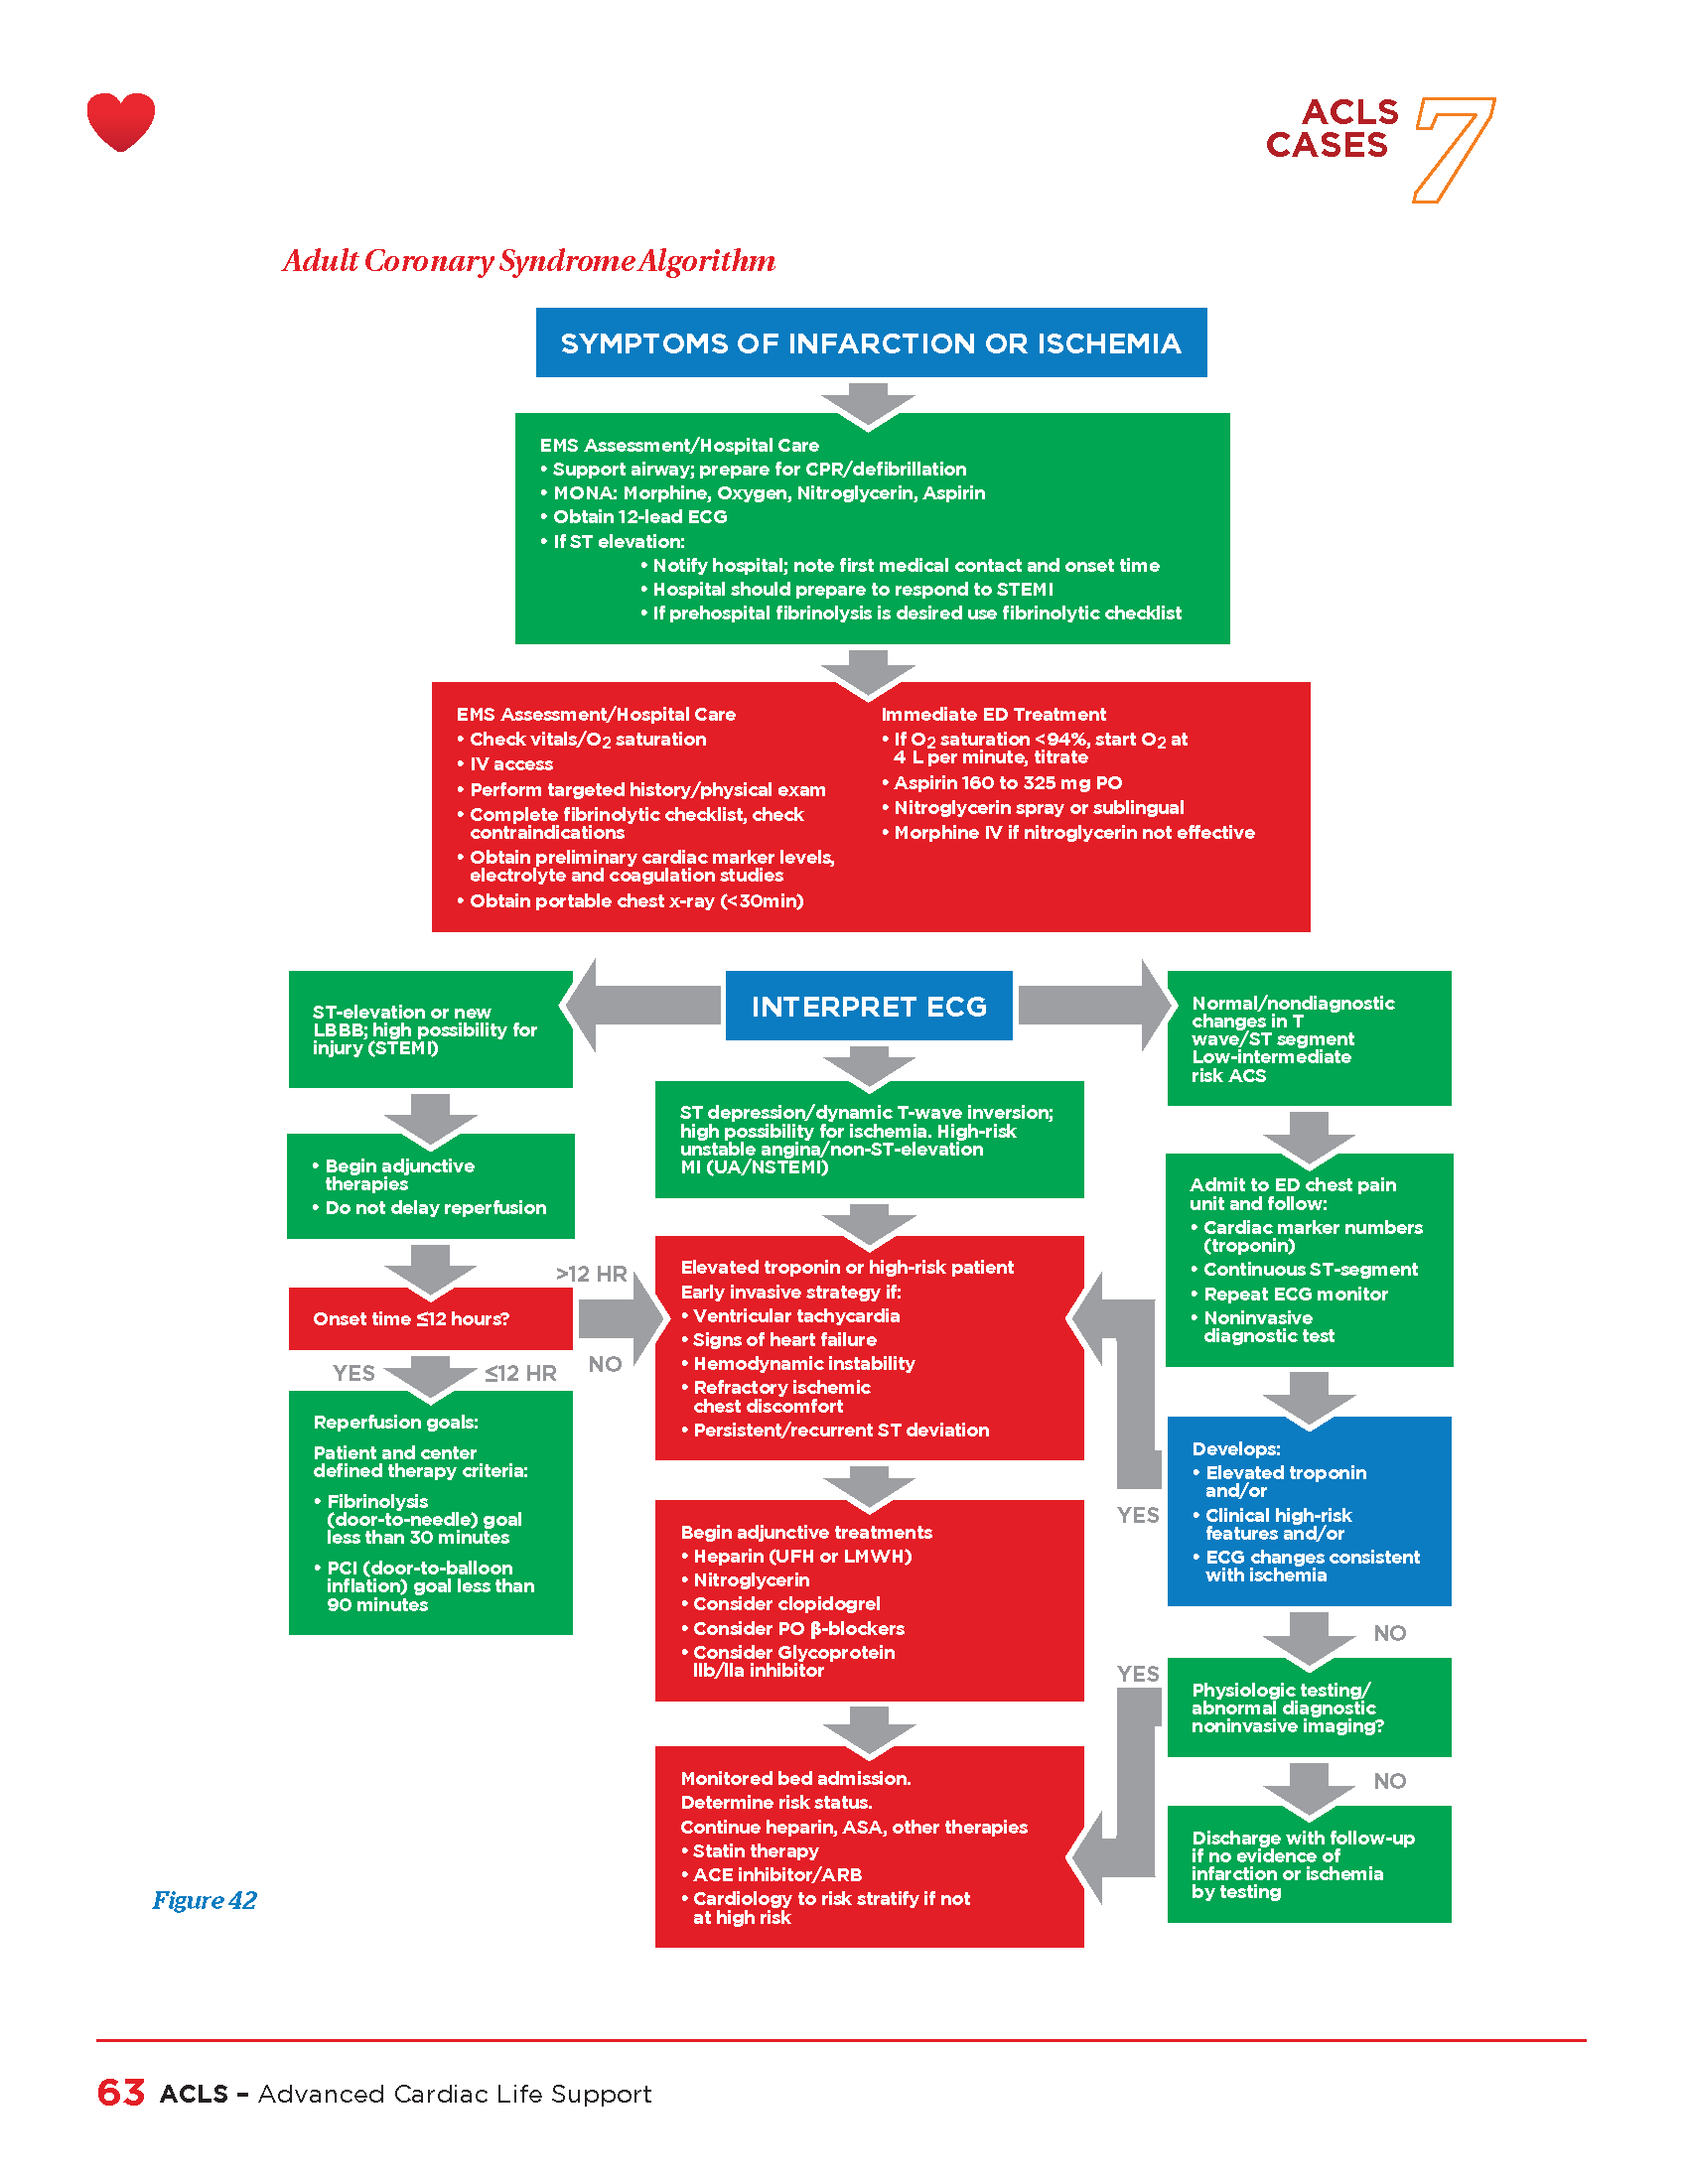 ACLS
CASES
7
Adult Coronary Syndrome Algorithm
SYMPTOMS OF INFARCTION OR ISCHEMIA
EMS Assessment/Hospital Care
• Support airway; prepare for CPR/defibrillation
• MONA: Morphine, Oxygen, Nitroglycerin, Aspirin
• Obtain 12-lead ECG
• If ST elevation:
• Notify hospital; note first medical contact and onset time
• Hospital should prepare to respond to STEMI
• If prehospital fibrinolysis is desired use fibrinolytic checklist
EMS Assessment/Hospital Care
• Check vitals/O2 saturation
• IV access
• Perform targeted history/physical exam
• Complete fibrinolytic checklist, check
contraindications
• Obtain preliminary cardiac marker levels,
electrolyte and coagulation studies
• Obtain portable chest x-ray (<30min)
Immediate ED Treatment
• If O2 saturation <94%, start O2 at
4 L per minute, titrate
• Aspirin 160 to 325 mg PO
• Nitroglycerin spray or sublingual
• Morphine IV if nitroglycerin not effective
INTERPRET ECG
ST-elevation or new
LBBB; high possibility for
injury (STEMI)
• Begin adjunctive
therapies
• Do not delay reperfusion
Onset time ≤12 hours?
>12 HR
NO
YES
≤12 HR
Reperfusion goals:
Patient and center
defined therapy criteria:
• Fibrinolysis
(door-to-needle) goal
less than 30 minutes
• PCI (door-to-balloon
inflation) goal less than
90 minutes
ST depression/dynamic T-wave inversion;
high possibility for ischemia. High-risk
unstable angina/non-ST-elevation
MI (UA/NSTEMI)
Elevated troponin or high-risk patient
Early invasive strategy if:
• Ventricular tachycardia
• Signs of heart failure
• Hemodynamic instability
• Refractory ischemic
chest discomfort
• Persistent/recurrent ST deviation
Begin adjunctive treatments
• Heparin (UFH or LMWH)
• Nitroglycerin
• Consider clopidogrel
• Consider PO β-blockers
• Consider Glycoprotein
llb/lla inhibitor
Monitored bed admission.
Determine risk status.
Continue heparin, ASA, other therapies
• Statin therapy
• ACE inhibitor/ARB
• Cardiology to risk stratify if not
at high risk
Normal/nondiagnostic
changes in T
wave/ST segment
Low-intermediate
risk ACS
Admit to ED chest pain
unit and follow:
• Cardiac marker numbers
(troponin)
• Continuous ST-segment
• Repeat ECG monitor
• Noninvasive
diagnostic test
Develops:
• Elevated troponin
and/or
• Clinical high-risk
features and/or
• ECG changes consistent
with ischemia
YES
NO
Physiologic testing/
abnormal diagnostic
noninvasive imaging?
YES
NO
Discharge with follow-up
if no evidence of
infarction or ischemia
by testing
Figure 42
63 ACLS – Advanced Cardiac Life Support